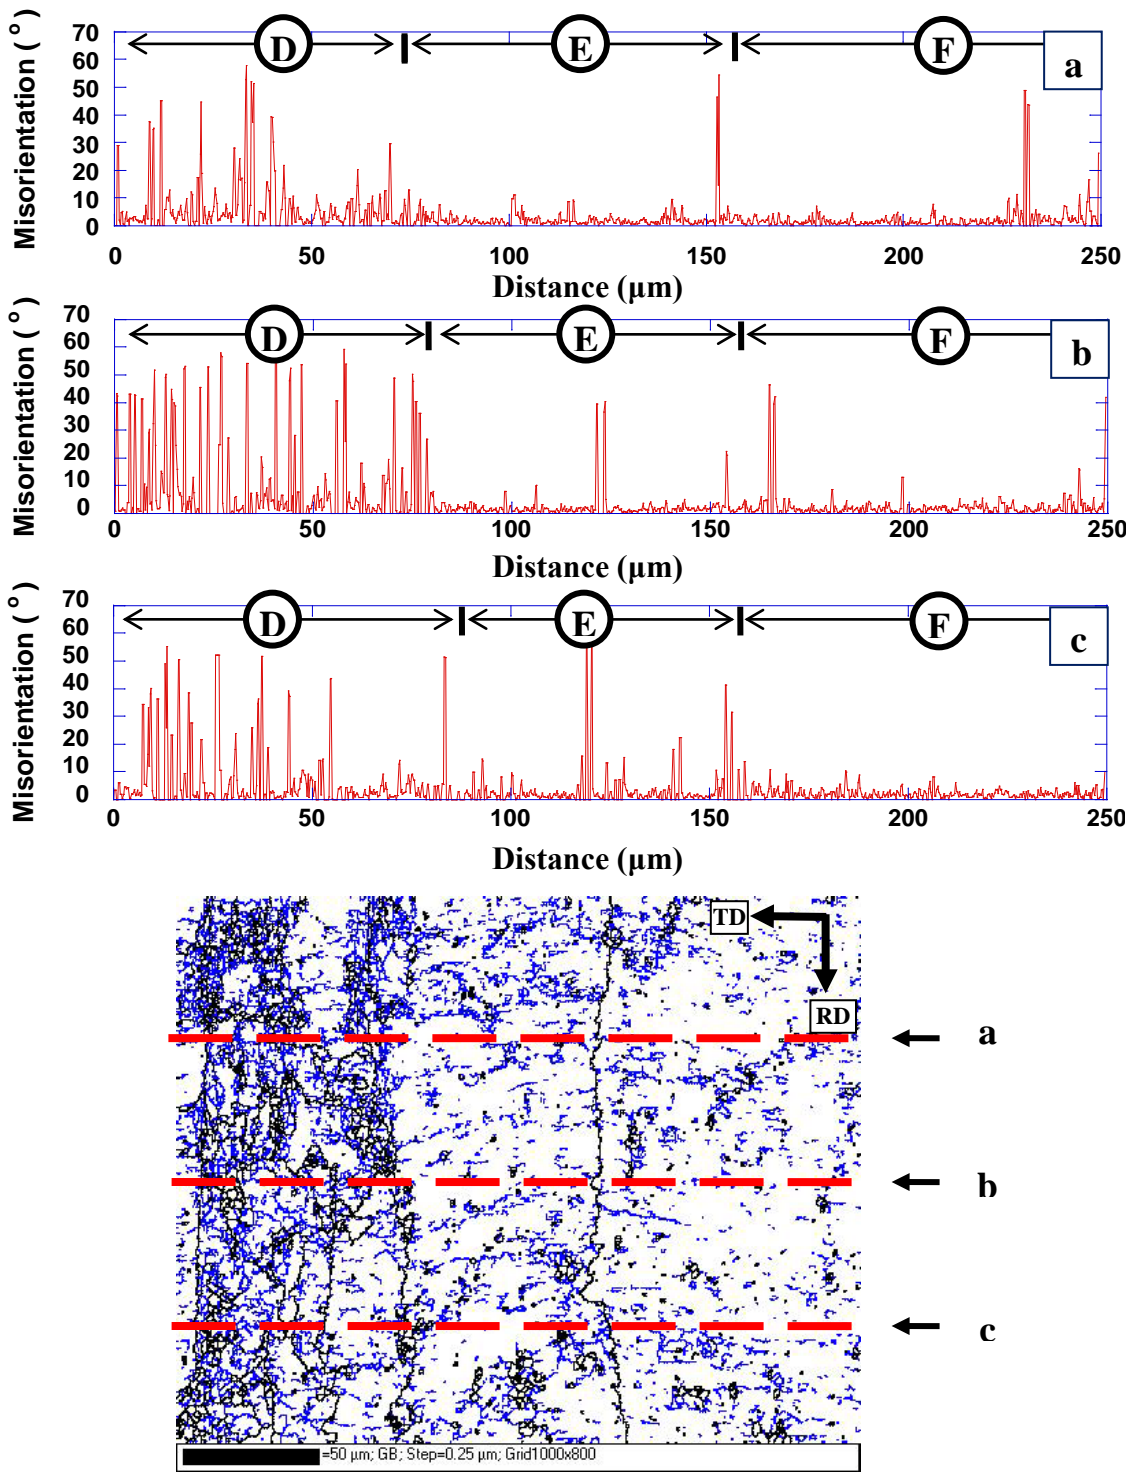 Misorientation ( °)
70
60
50
40
30
20
10
0
D
E
F
a
0
50
100
150
200
250
Distance (μm)
Misorientation ( °)
70
60
50
40
30
20
10
0
D
E
F
b
0
50
100
150
200
250
Distance (μm)
Misorientation ( °)
70
60
50
40
30
20
10
0
D
E
F
c
0
50
100
150
200
250
Distance (μm)
TD
RD
a
b
c
=50 μm; GB; Step=0.25 μm; Grid1000x800